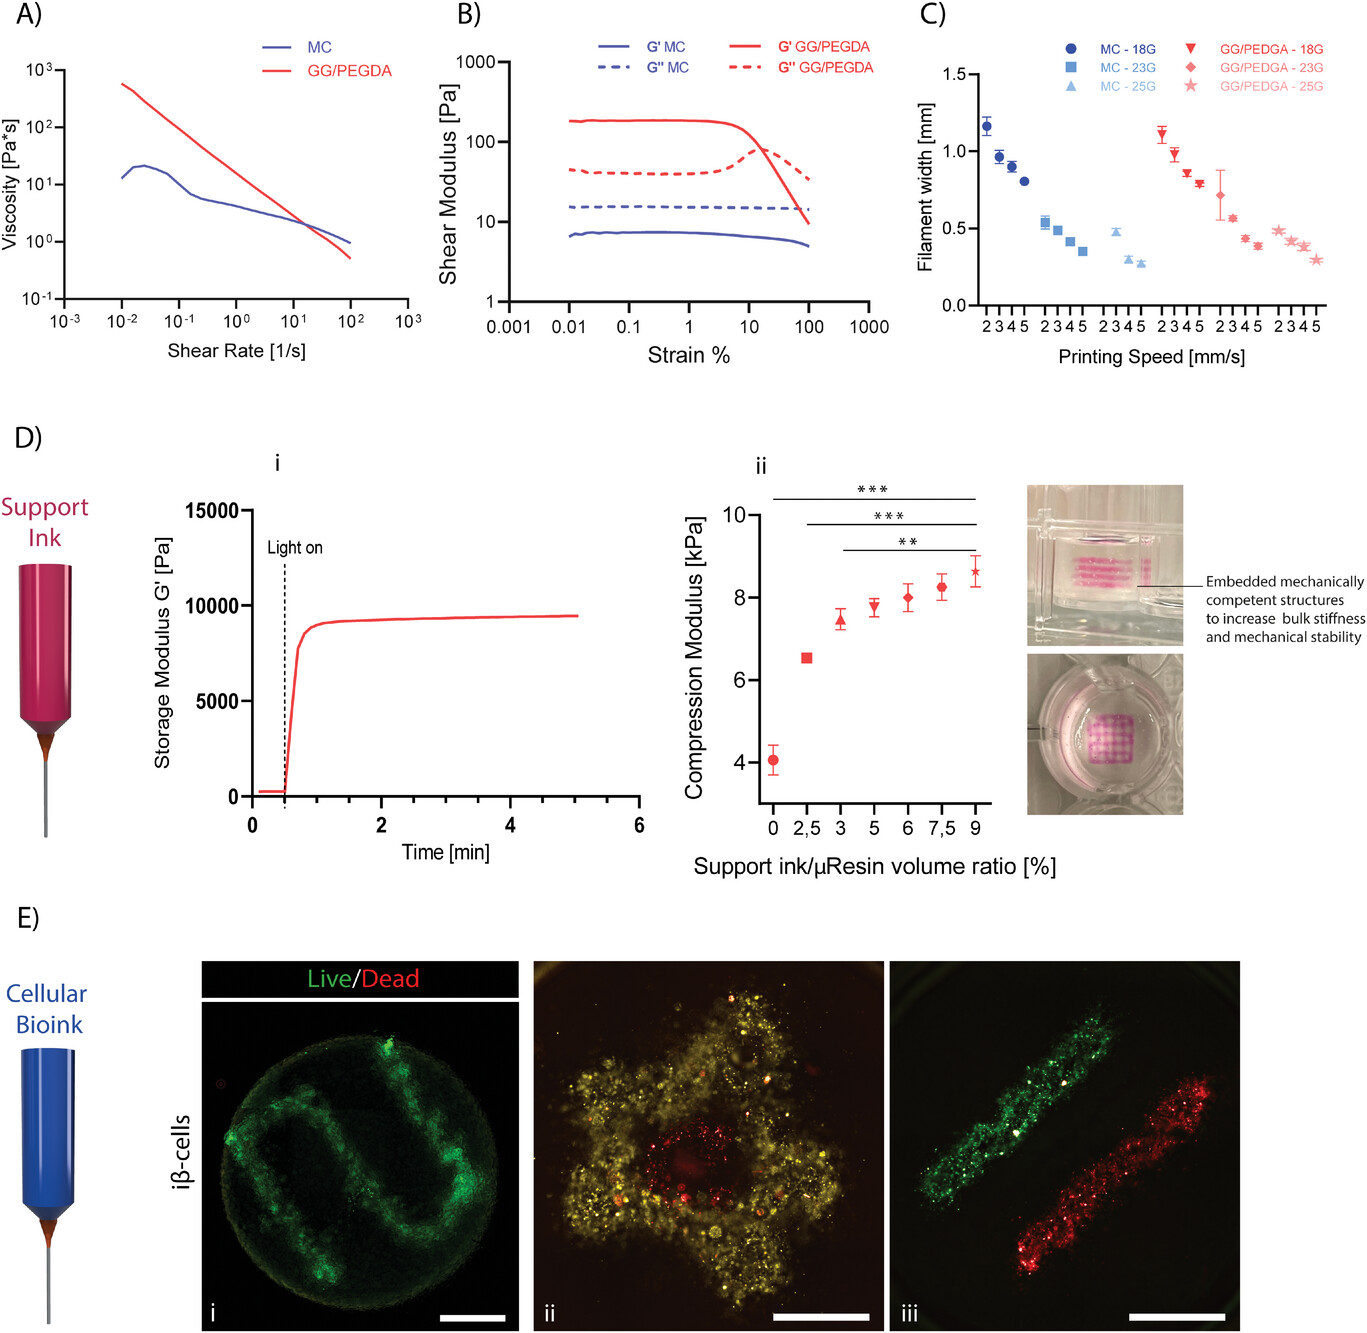 A)
MC
GG/PEGDA
10³
10²
10¹
10⁰
10⁻¹
Viscosity [Pa*s]
10⁻³ 10⁻² 10⁻¹ 10⁰ 10¹ 10² 10³
Shear Rate [1/s]
B)
G' MC
G'' MC
G' GG/PEGDA
G'' GG/PEGDA
1000
100
10
1
Shear Modulus [Pa]
0.001 0.01 0.1 1 10 100 1000
Strain %
C)
MC - 18G
MC - 23G
MC - 25G
GG/PEDGA - 18G
GG/PEDGA - 23G
GG/PEDGA - 25G
1.5
1.0
0.5
0.0
Filament width [mm]
2 3 4 5 2 3 4 5 2 3 4 5 2 3 4 5 2 3 4 5 2 3 4 5
Printing Speed [mm/s]
D)
Support
Ink
i
15000
10000
5000
0
Storage Modulus G' [Pa]
Light on
0 2 4 6
Time [min]
ii
***
***
**
10
8
6
4
Compression Modulus [kPa]
0 2,5 3 5 6 7,5 9
Support ink/µResin volume ratio [%]
Embedded mechanically
competent structures
to increase bulk stiffness
and mechanical stability
E)
Cellular
Bioink
iβ-cells
Live/Dead
i
ii
iii